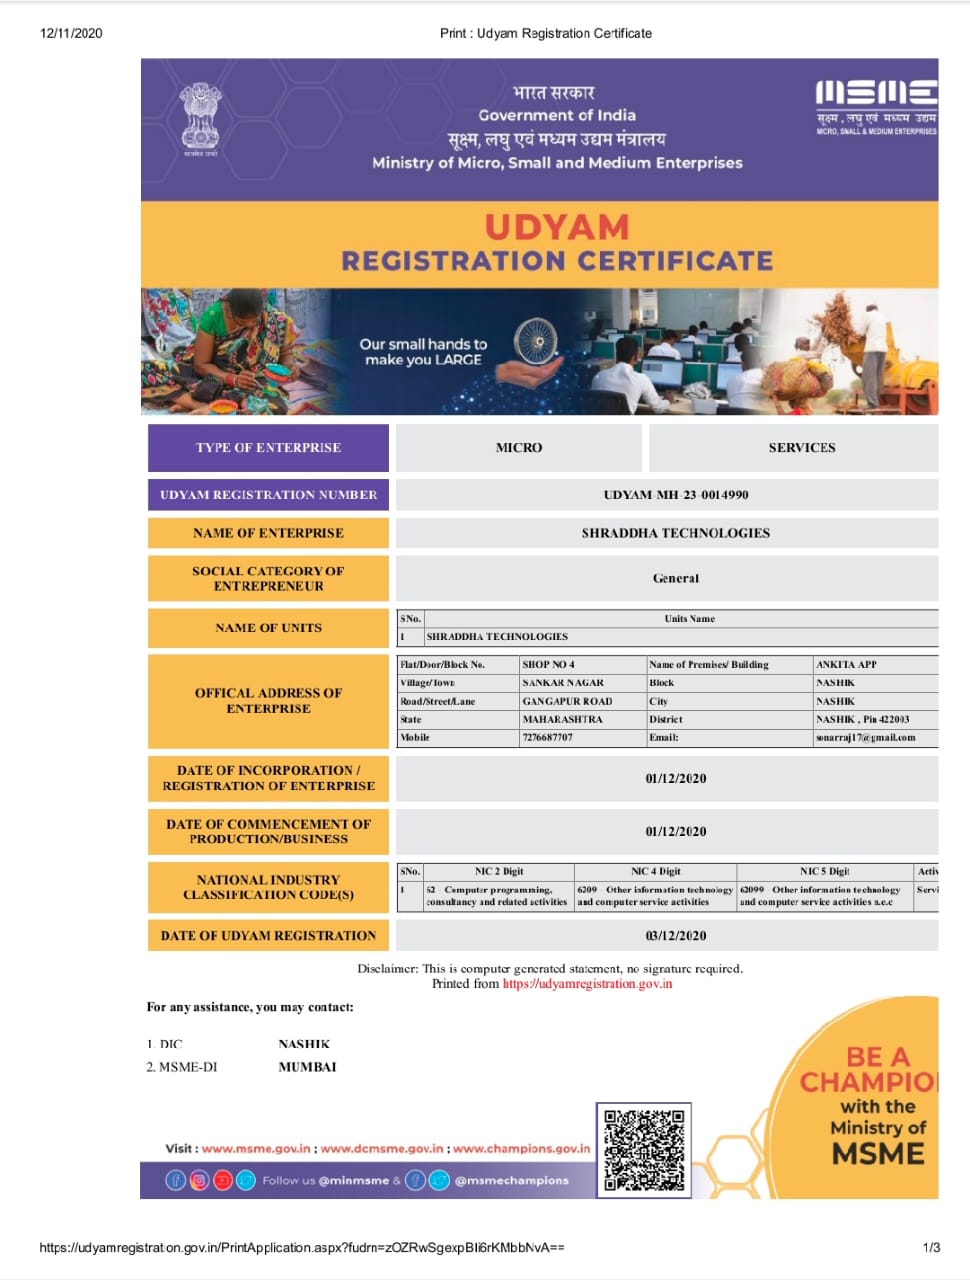 12/11/2020 Print : Udyam Registration Certificate
भारत सरकार
Government of India
सूक्ष्म, लघु एवं मध्यम उद्यम मंत्रालय
Ministry of Micro, Small and Medium Enterprises
सत्यमेव जयते
MSME
सूक्ष्म , लघु एवं मध्यम उद्यम
MICRO, SMALL & MEDIUM ENTERPRISES
UDYAM
REGISTRATION CERTIFICATE
Our small hands to
make you LARGE
TYPE OF ENTERPRISE MICRO SERVICES
UDYAM REGISTRATION NUMBER UDYAM-MH-23-0014990
NAME OF ENTERPRISE SHRADDHA TECHNOLOGIES
SOCIAL CATEGORY OF
ENTREPRENEUR
General
NAME OF UNITS
SNo. Units Name
1 SHRADDHA TECHNOLOGIES
OFFICAL ADDRESS OF
ENTERPRISE
Flat/Door/Block No. SHOP NO 4 Name of Premises/ Building ANKITA APP
Village/Town SANKAR NAGAR Block NASHIK
Road/Street/Lane GANGAPUR ROAD City NASHIK
State MAHARASHTRA District NASHIK , Pin 422003
Mobile 7276687707 Email: sonarraj17@gmail.com
DATE OF INCORPORATION /
REGISTRATION OF ENTERPRISE
01/12/2020
DATE OF COMMENCEMENT OF
PRODUCTION/BUSINESS
01/12/2020
NATIONAL INDUSTRY
CLASSIFICATION CODE(S)
SNo. NIC 2 Digit NIC 4 Digit NIC 5 Digit Activ
1 62 - Computer programming, 6209 - Other information technology 62099 - Other information technology Servi
consultancy and related activities and computer service activities and computer service activities n.e.c
DATE OF UDYAM REGISTRATION 03/12/2020
Disclaimer: This is computer generated statement, no signature required.
Printed from https://udyamregistration.gov.in
For any assistance, you may contact:
1. DIC NASHIK
2. MSME-DI MUMBAI
BE A
CHAMPIO
with the
Ministry of
MSME
Visit : www.msme.gov.in ; www.dcmsme.gov.in ; www.champions.gov.in
Follow us @minmsme & @msmechampions
https://udyamregistration.gov.in/PrintApplication.aspx?fudrn=zOZRwSgexpBIi6rKMbbNvA== 1/3